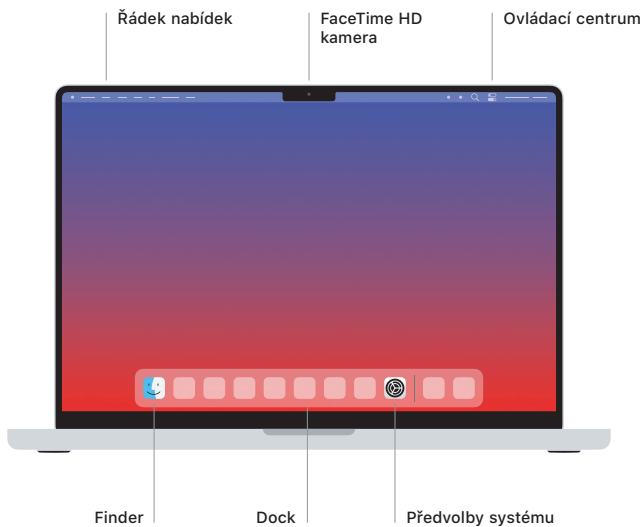 Řádek nabídek
FaceTime HD
kamera
Ovládací centrum
Finder
Dock
Předvolby systému